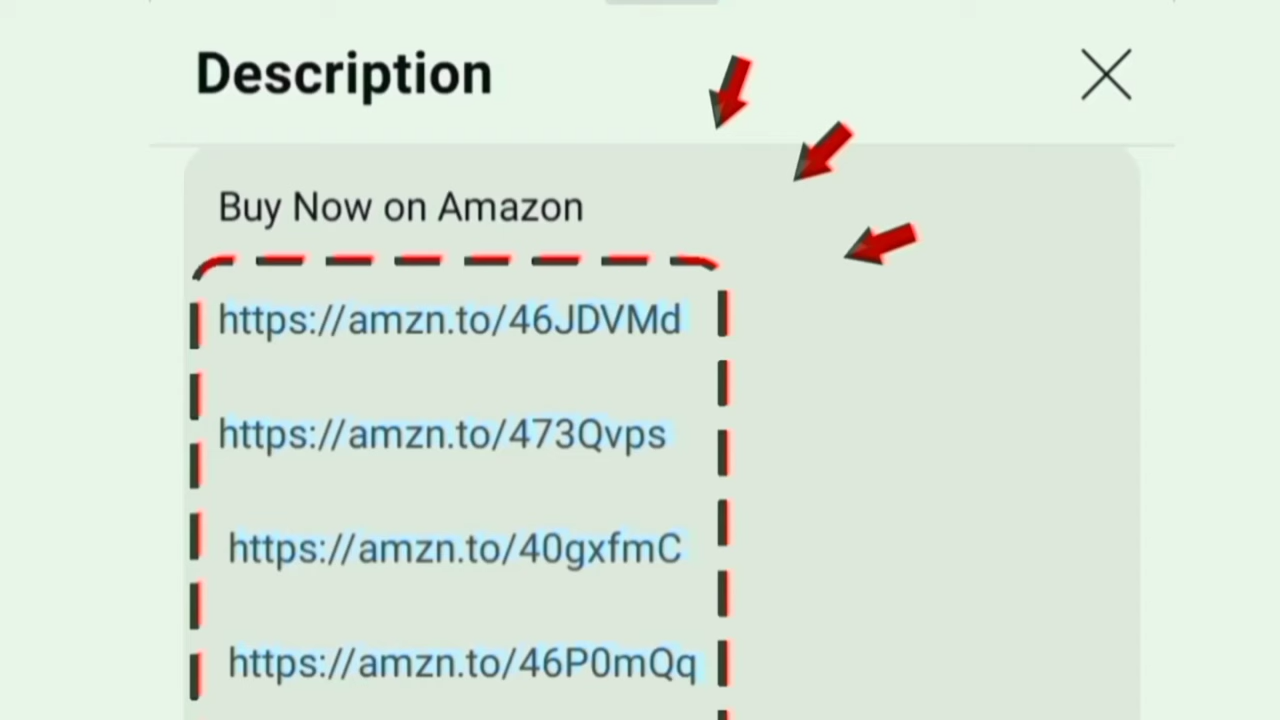 Description
Buy Now on Amazon
https://amzn.to/46JDVMd
https://amzn.to/473Qvps
https://amzn.to/40gxfmC
https://amzn.to/46P0mQq